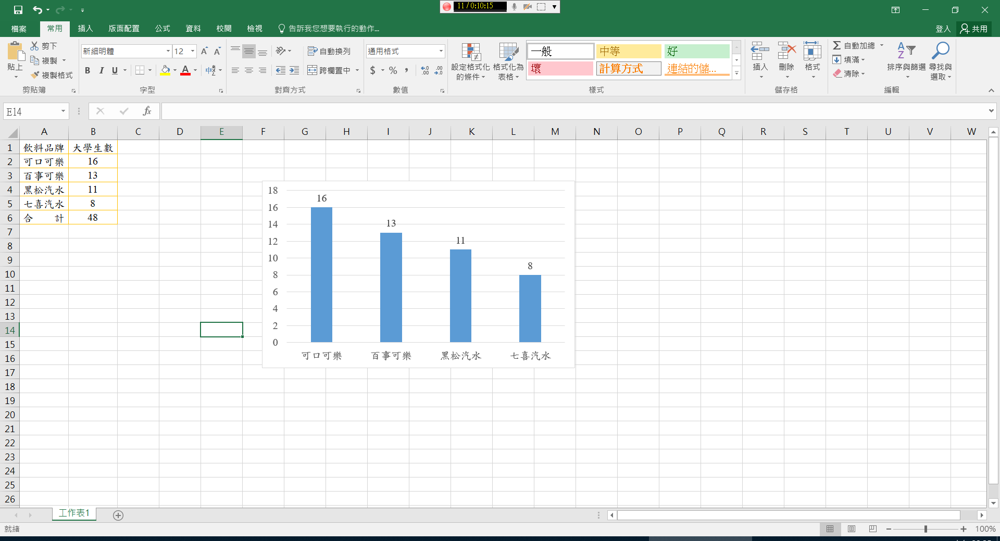 11 / 0:10:15
檔案 常用 插入 版面配置 公式 資料 校閱 檢視 告訴我您想要執行的動作... 登入 共用
貼上 剪下 複製 複製格式
剪貼簿
新細明體 12 A A
B I U A 中
字型
自動換列
跨欄置中
對齊方式
通用格式
$ % , .0 .00 .00 .0
數值
設定格式化的條件
格式化為表格
一般 中等 好
壞 計算方式 連結的儲...
樣式
插入 刪除 格式
儲存格
自動加總
填滿
清除
排序與篩選 尋找與選取
編輯
E14 fx
A B C D E F G H I J K L M N O P Q R S T U V W
1 飲料品牌 大學生數
2 可口可樂 16
3 百事可樂 13
4 黑松汽水 11
5 七喜汽水 8
6 合 計 48
7
8
9
10
11
12
13
14
15
16
17
18
19
20
21
22
23
24
25
26
18
16
14
12
10
8
6
4
2
0
16 13 11 8
可口可樂 百事可樂 黑松汽水 七喜汽水
工作表1
就緒 100%